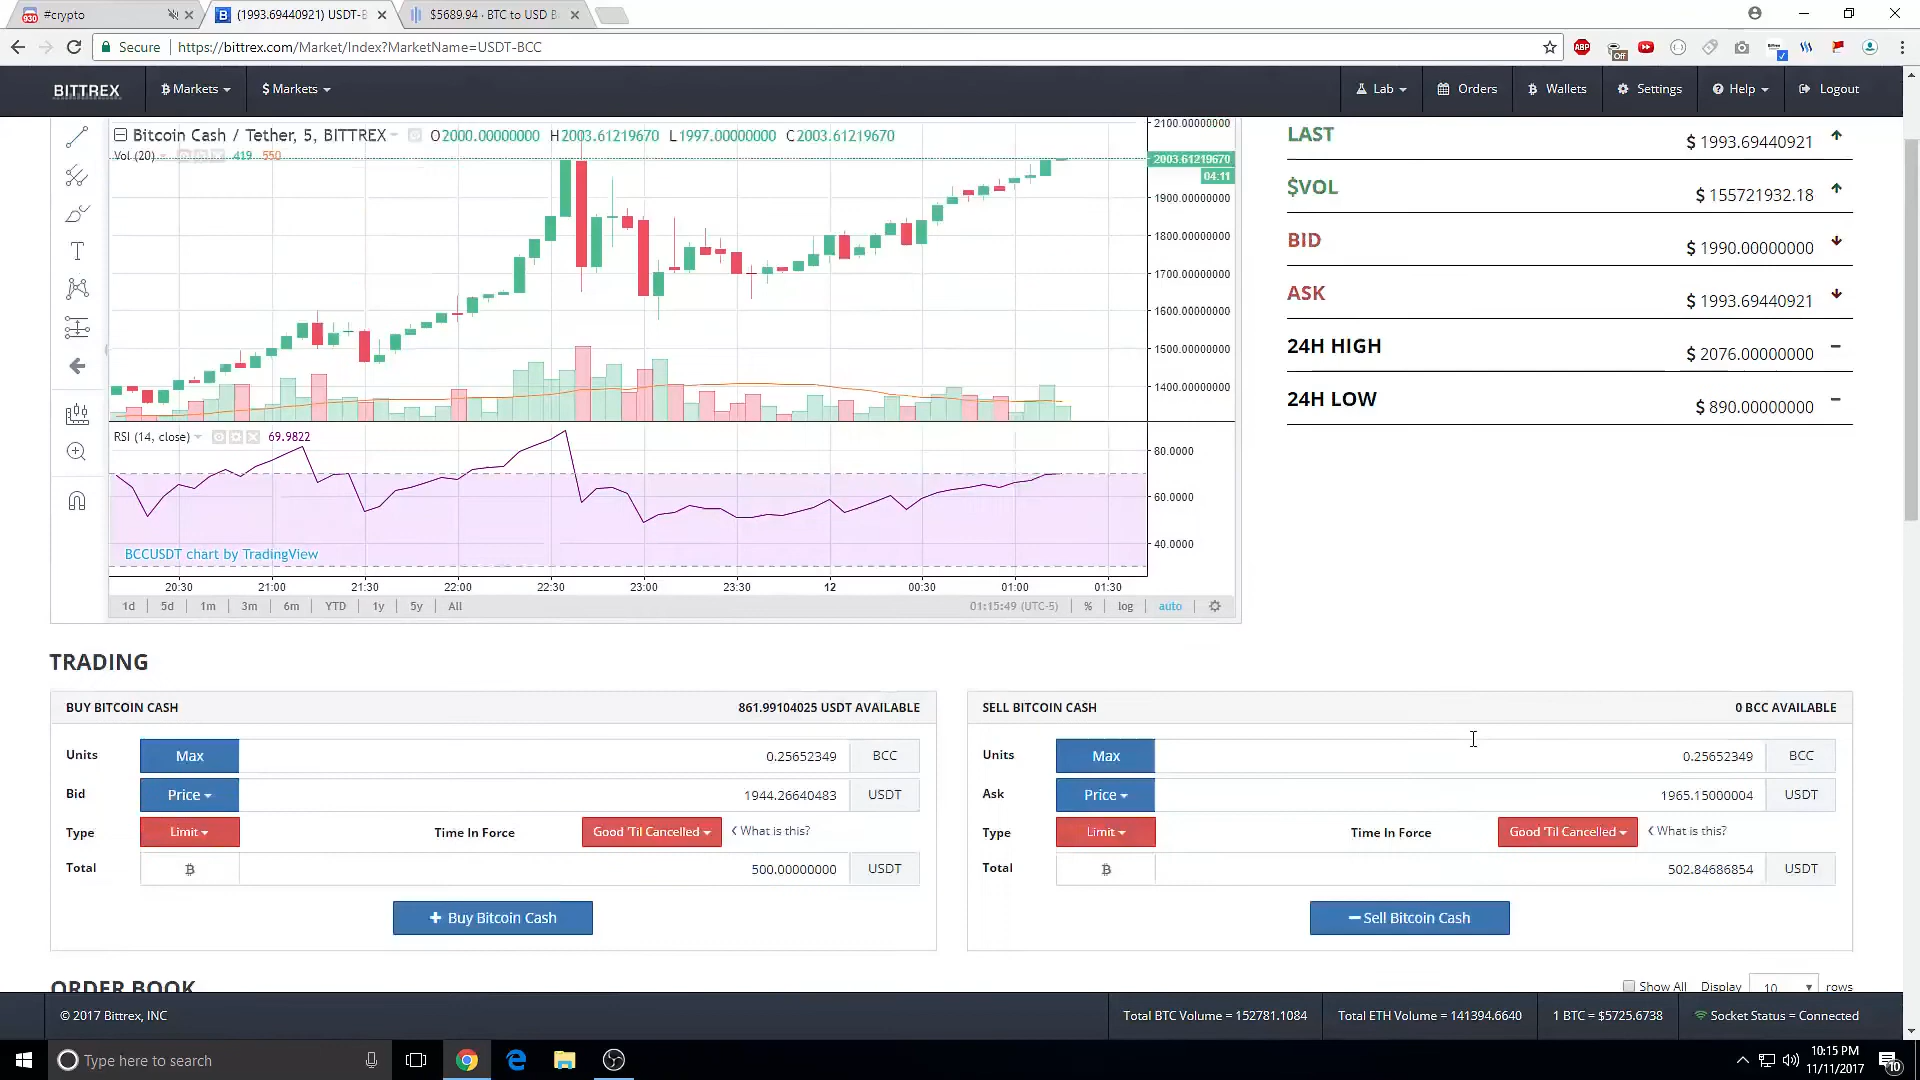 #crypto
(1993.69440921) USDT-B
$5689.94 · BTC to USD B
Secure https://bittrex.com/Market/Index?MarketName=USDT-BCC
ABP
Off
BITTREX
Markets
$ Markets
Lab
Orders
Wallets
Settings
Help
Logout
Bitcoin Cash / Tether, 5, BITTREX
O2000.00000000 H2003.61219670 L1997.00000000 C2003.61219670
Vol (20) 419 550
2100.00000000
2003.61219670
04:11
1900.00000000
1800.00000000
1700.00000000
1600.00000000
1500.00000000
1400.00000000
RSI (14, close) 69.9822
80.0000
60.0000
40.0000
BCCUSDT chart by TradingView
20:30 21:00 21:30 22:00 22:30 23:00 23:30 12 00:30 01:00 01:30
1d 5d 1m 3m 6m YTD 1y 5y All
01:15:49 (UTC-5) % log auto
LAST $ 1993.69440921
$VOL $ 155721932.18
BID $ 1990.00000000
ASK $ 1993.69440921
24H HIGH $ 2076.00000000
24H LOW $ 890.00000000
TRADING
BUY BITCOIN CASH 861.99104025 USDT AVAILABLE
Units Max 0.25652349 BCC
Bid Price 1944.26640483 USDT
Type Limit Time In Force Good 'Til Cancelled What is this?
Total 500.00000000 USDT
+ Buy Bitcoin Cash
SELL BITCOIN CASH 0 BCC AVAILABLE
Units Max 0.25652349 BCC
Ask Price 1965.15000004 USDT
Type Limit Time In Force Good 'Til Cancelled What is this?
Total 502.84686854 USDT
− Sell Bitcoin Cash
ORDER BOOK
Show All Display 10 rows
© 2017 Bittrex, INC
Total BTC Volume = 152781.1084
Total ETH Volume = 141394.6640
1 BTC = $5725.6738
Socket Status = Connected
Type here to search
10:15 PM
11/11/2017
10